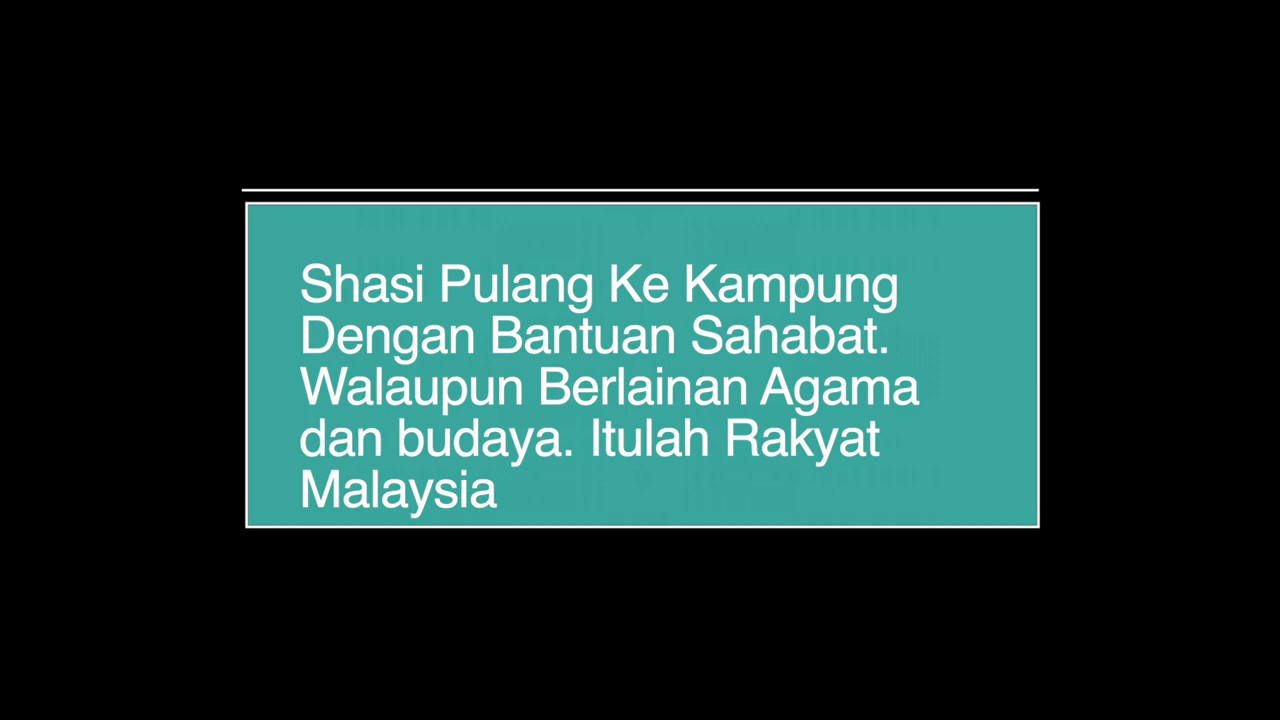 Shasi Pulang Ke Kampung
Dengan Bantuan Sahabat.
Walaupun Berlainan Agama
dan budaya. Itulah Rakyat
Malaysia